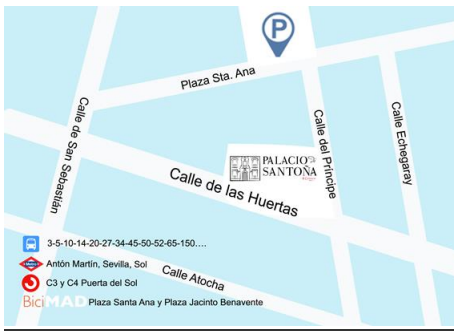 P
Plaza Sta. Ana
Calle de San Sebastián
Calle del Príncipe
Calle Echegaray
PALACIO
SANTOÑA
Calle de las Huertas
3-5-10-14-20-27-34-45-50-52-65-150....
Antón Martín, Sevilla, Sol
Calle Atocha
C3 y C4 Puerta del Sol
BiciMAD Plaza Santa Ana y Plaza Jacinto Benavente